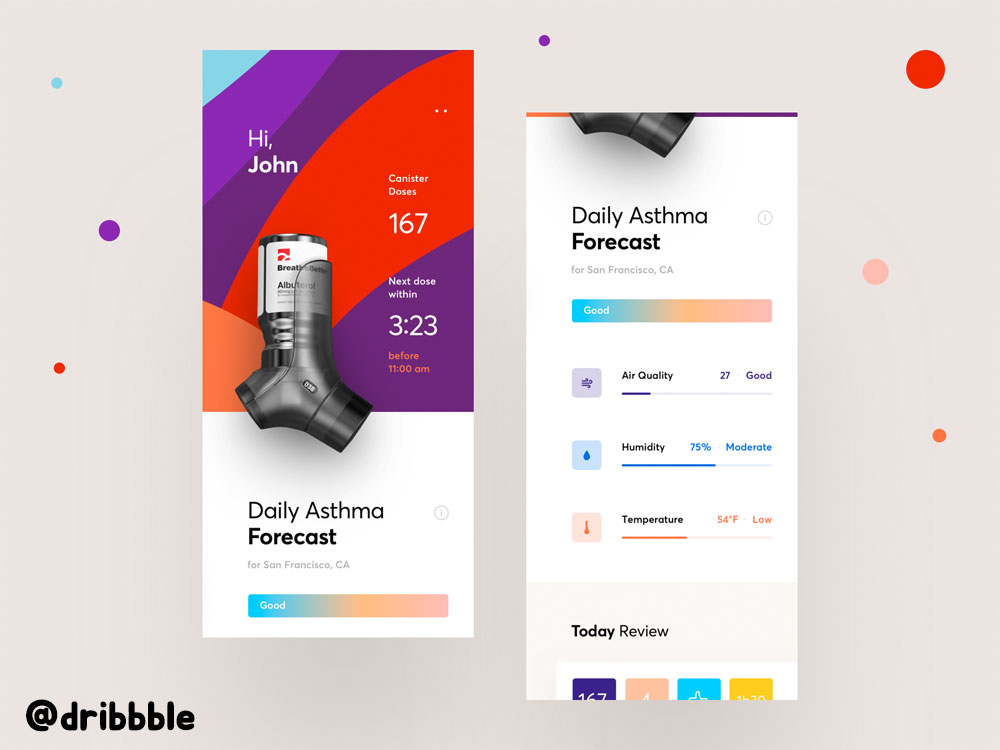 Hi,
John
Canister
Doses
167
Next dose
within
3:23
before
11:00 am
Breathe Better
Albuterol
Daily Asthma
Forecast
for San Francisco, CA
Good
Daily Asthma
Forecast
for San Francisco, CA
Good
Air Quality 27 · Good
Humidity 75% · Moderate
Temperature 54°F · Low
Today Review
167 4 1h30
@dribbble